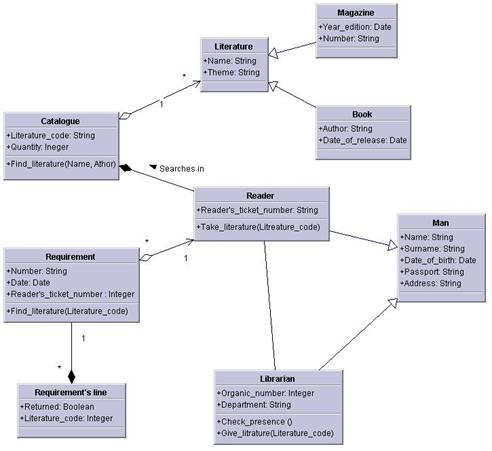 Magazine
+Year_edition: Date
+Number: String
Literature
+Name: String
+Theme: String
*
1
Book
+Author: String
+Date_of_release: Date
Catalogue
+Literature_code: String
+Quantity: Ineger
+Find_literature(Name, Athor)
Searches in
Reader
+Reader's_ticket_number: String
+Take_literature(Litreature_code)
Man
+Name: String
+Surname: String
+Date_of_birth: Date
+Passport: String
+Address: String
*
1
Requirement
+Number: String
+Date: Date
+Reader's_ticket_number : Integer
+Find_literature(Literature_code)
1
*
Requirement's line
+Returned: Boolean
+Literature_code: Integer
Librarian
+Organic_number: Integer
+Department: String
+Check_presence ()
+Give_litrature(Literature_code)